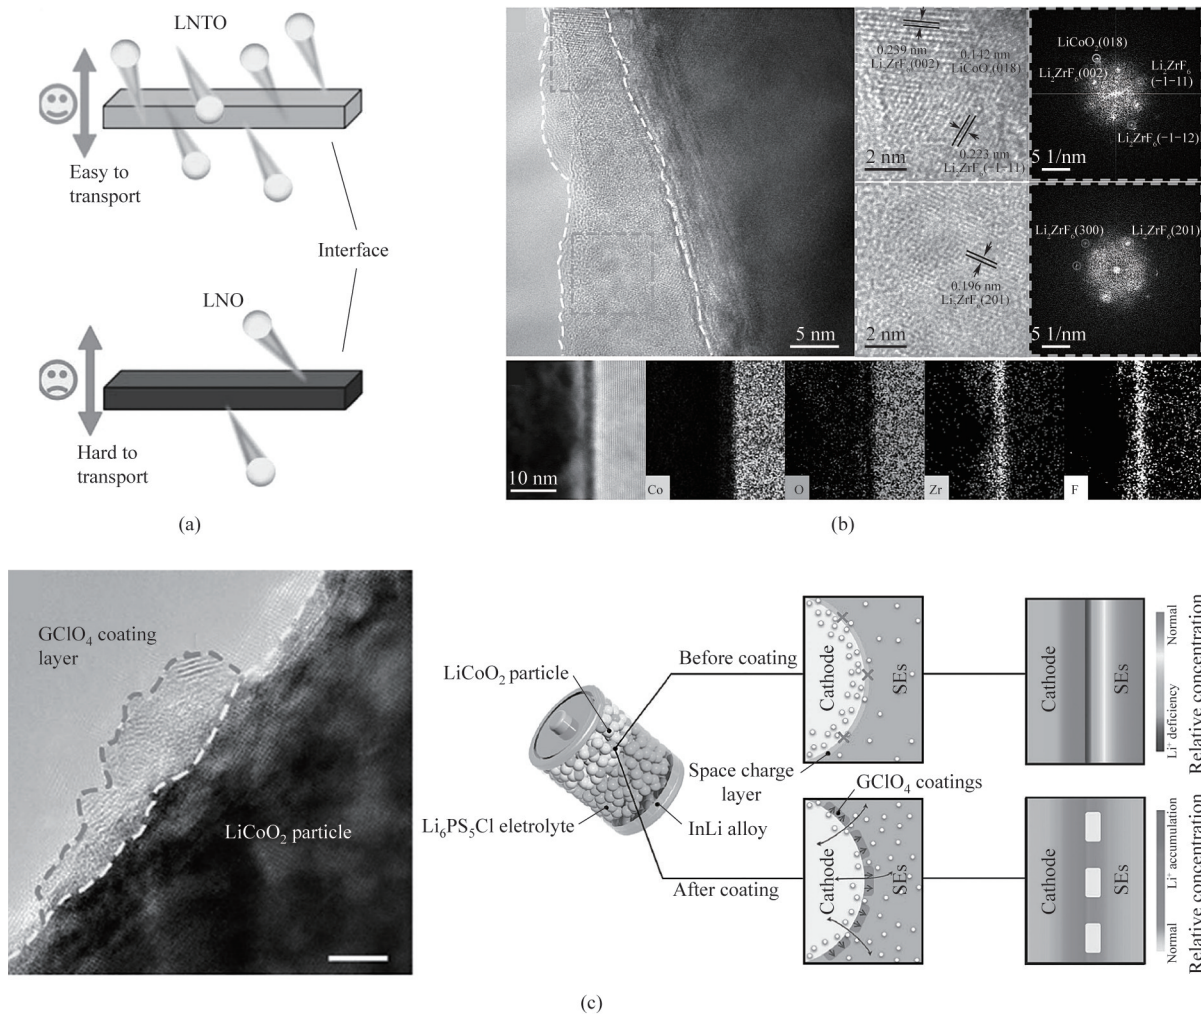 LNTO
Easy to
transport
Interface
LNO
Hard to
transport
(a)
5 nm
0.239 nm
Li₂ZrF₆(002)
0.142 nm
LiCoO₂(018)
0.223 nm
Li₂ZrF₆(−1−11)
2 nm
LiCoO₂(018)
Li₂ZrF₆(002)
Li₂ZrF₆
(−1−11)
Li₂ZrF₆(−1−12)
5 1/nm
0.196 nm
Li₂ZrF₆(201)
2 nm
Li₂ZrF₆(300)
Li₂ZrF₆(201)
5 1/nm
10 nm
Co
O
Zr
F
(b)
GClO₄ coating
layer
LiCoO₂ particle
LiCoO₂ particle
Li₆PS₅Cl eletrolyte
InLi alloy
Before coating
After coating
Cathode
SEs
Space charge
layer
GClO₄ coatings
Cathode
SEs
Cathode
SEs
Li⁺ deficiency
Normal
Relative concentration
Cathode
SEs
Normal
Li⁺ accumulation
Relative concentration
(c)